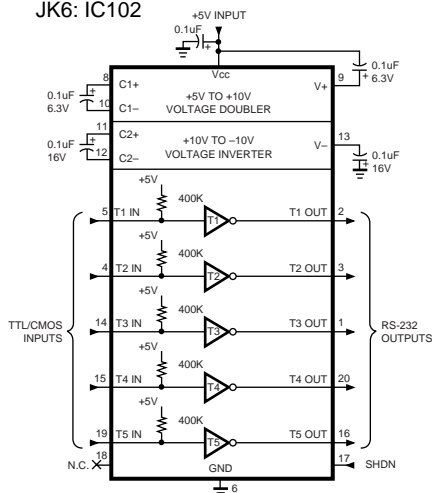 JK6: IC102
+5V INPUT
0.1uF
+
Vcc
8
C1+
0.1uF
6.3V
+
10
C1–
+5V TO +10V
VOLTAGE DOUBLER
V+
9
+
0.1uF
6.3V
11
C2+
0.1uF
16V
+
12
C2–
+10V TO –10V
VOLTAGE INVERTER
V–
13
+
0.1uF
16V
+5V
400K
5
T1 IN
T1
T1 OUT
2
+5V
400K
4
T2 IN
T2
T2 OUT
3
+5V
400K
TTL/CMOS
INPUTS
14
T3 IN
T3
T3 OUT
1
RS-232
OUTPUTS
+5V
400K
15
T4 IN
T4
T4 OUT
20
+5V
400K
19
T5 IN
T5
T5 OUT
16
18
N.C.
GND
17
SHDN
6